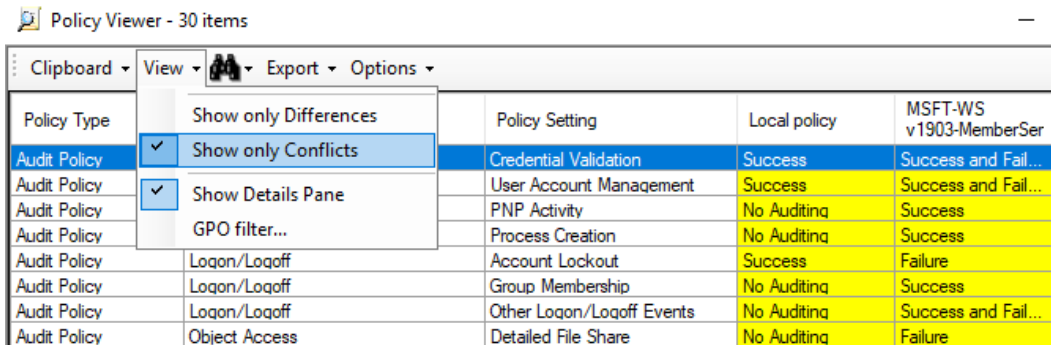 Policy Viewer - 30 items
Clipboard View Export Options
Policy Type Policy Setting Local policy MSFT-WS
v1903-MemberSer
Show only Differences
Show only Conflicts
Show Details Pane
GPO filter...
Audit Policy Credential Validation Success Success and Fail...
Audit Policy User Account Management Success Success and Fail...
Audit Policy PNP Activity No Auditing Success
Audit Policy Process Creation No Auditing Success
Audit Policy Logon/Logoff Account Lockout Success Failure
Audit Policy Logon/Logoff Group Membership No Auditing Success
Audit Policy Logon/Logoff Other Logon/Logoff Events No Auditing Success and Fail...
Audit Policy Object Access Detailed File Share No Auditing Failure